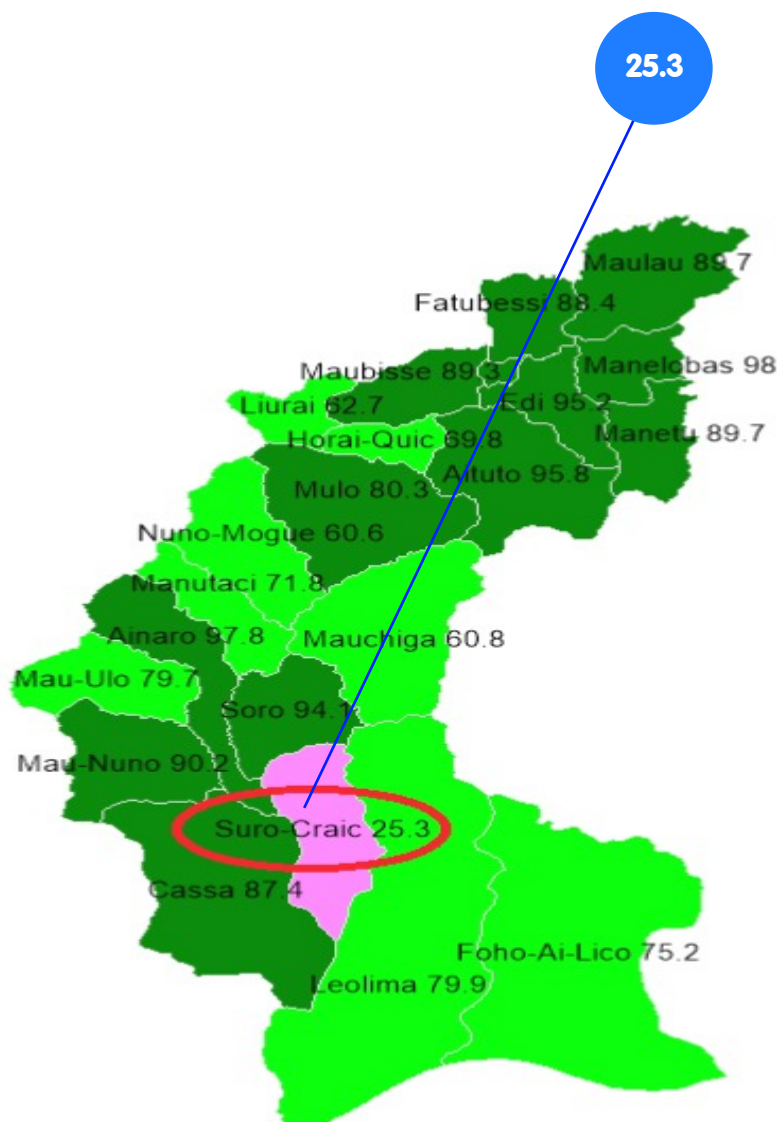 25.3
Maulau 89.7
Fatubessi 88.4
Manelobas 98
Maubisse 89.3
Edi 95.2
Liurai 62.7
Manetu 89.7
Horai-Quic 69.8
Aituto 95.8
Mulo 80.3
Nuno-Mogue 60.6
Manutaci 71.8
Ainaro 97.8
Mauchiga 60.8
Mau-Ulo 79.7
Soro 94.1
Mau-Nuno 90.2
Suro-Craic 25.3
Cassa 87.4
Foho-Ai-Lico 75.2
Leolima 79.9